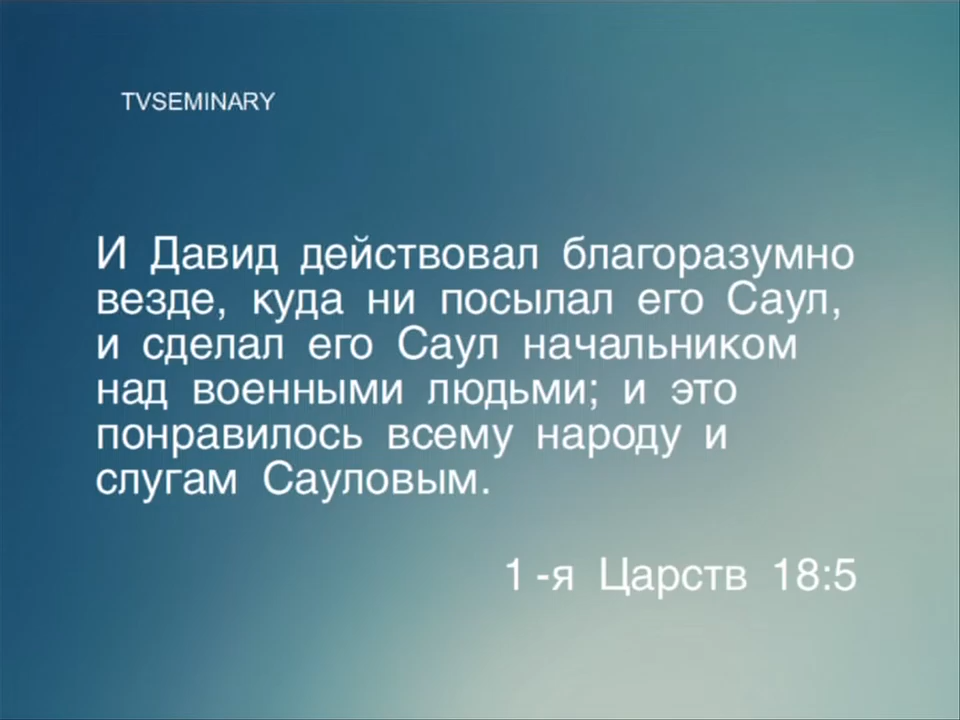 TVSEMINARY
И Давид действовал благоразумно
везде, куда ни посылал его Саул,
и сделал его Саул начальником
над военными людьми; и это
понравилось всему народу и
слугам Сауловым.
1-я Царств 18:5